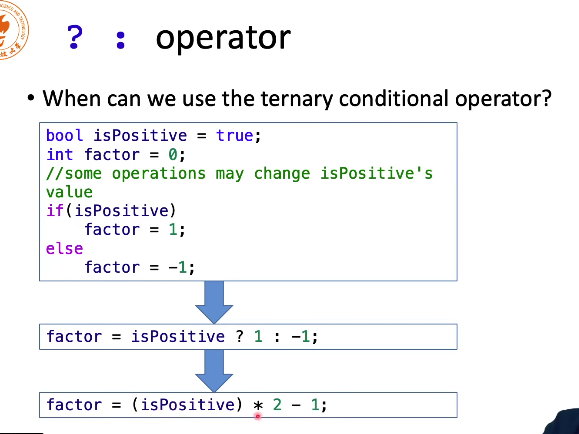 ? : operator
• When can we use the ternary conditional operator?
bool isPositive = true;
int factor = 0;
//some operations may change isPositive's
value
if(isPositive)
    factor = 1;
else
    factor = -1;
factor = isPositive ? 1 : -1;
factor = (isPositive) * 2 - 1;